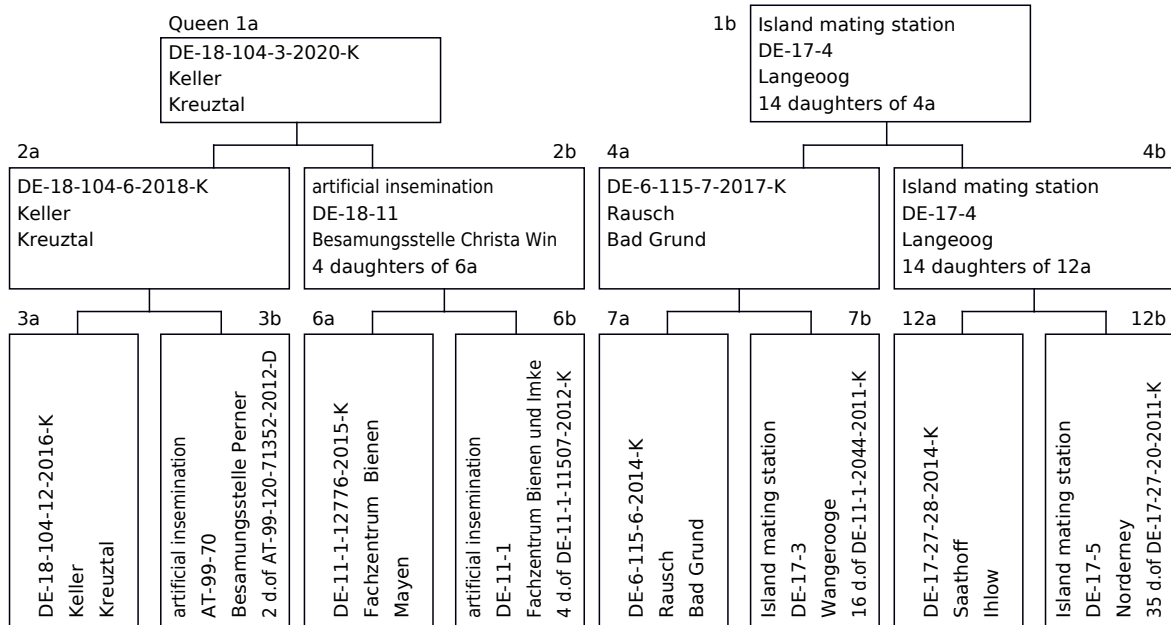 Queen 1a
DE-18-104-3-2020-K
Keller
Kreuztal
1b
Island mating station
DE-17-4
Langeoog
14 daughters of 4a
2a
DE-18-104-6-2018-K
Keller
Kreuztal
2b
artificial insemination
DE-18-11
Besamungsstelle Christa Win
4 daughters of 6a
4a
DE-6-115-7-2017-K
Rausch
Bad Grund
4b
Island mating station
DE-17-4
Langeoog
14 daughters of 12a
3a
DE-18-104-12-2016-K
Keller
Kreuztal
3b
artificial insemination
AT-99-70
Besamungsstelle Perner
2 d.of AT-99-120-71352-2012-D
6a
DE-11-1-12776-2015-K
Fachzentrum Bienen
Mayen
6b
artificial insemination
DE-11-1
Fachzentrum Bienen und Imke
4 d.of DE-11-1-11507-2012-K
7a
DE-6-115-6-2014-K
Rausch
Bad Grund
7b
Island mating station
DE-17-3
Wangerooge
16 d.of DE-11-1-2044-2011-K
12a
DE-17-27-28-2014-K
Saathoff
Ihlow
12b
Island mating station
DE-17-5
Norderney
35 d.of DE-17-27-20-2011-K